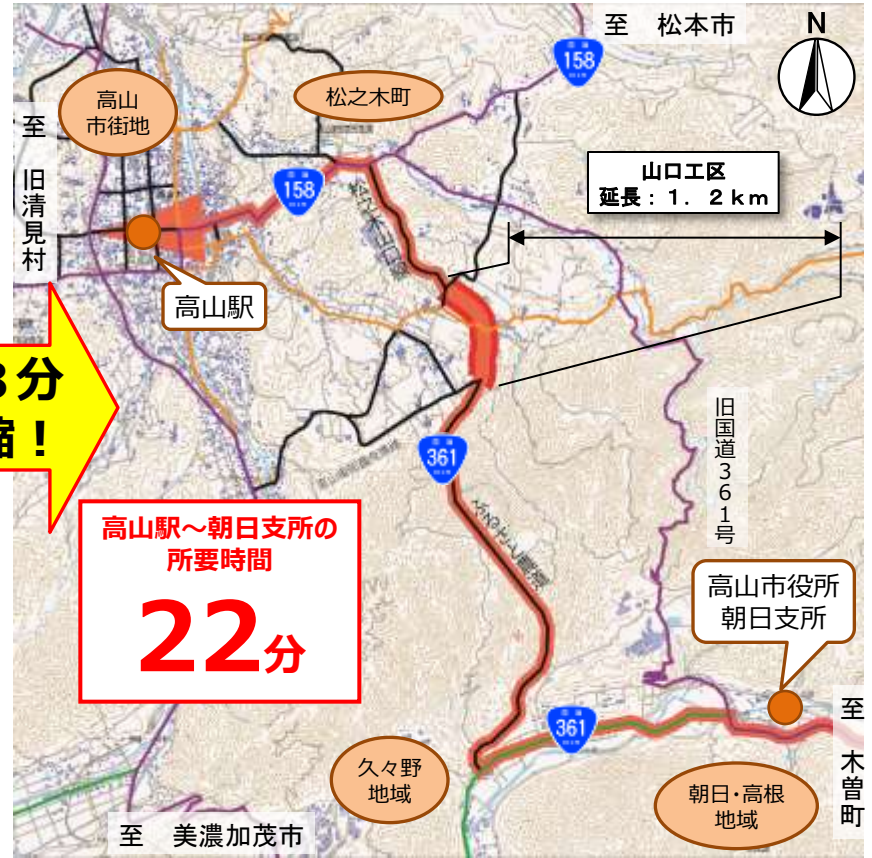 至 松本市
N
158
高山
市街地
松之木町
至 旧清見村
158
山口工区
延長：1．2km
高山駅
3分
縮！
361
旧国道361号
高山駅～朝日支所の
所要時間
22分
高山市役所
朝日支所
361
至 木曽町
久々野
地域
朝日・高根
地域
至 美濃加茂市